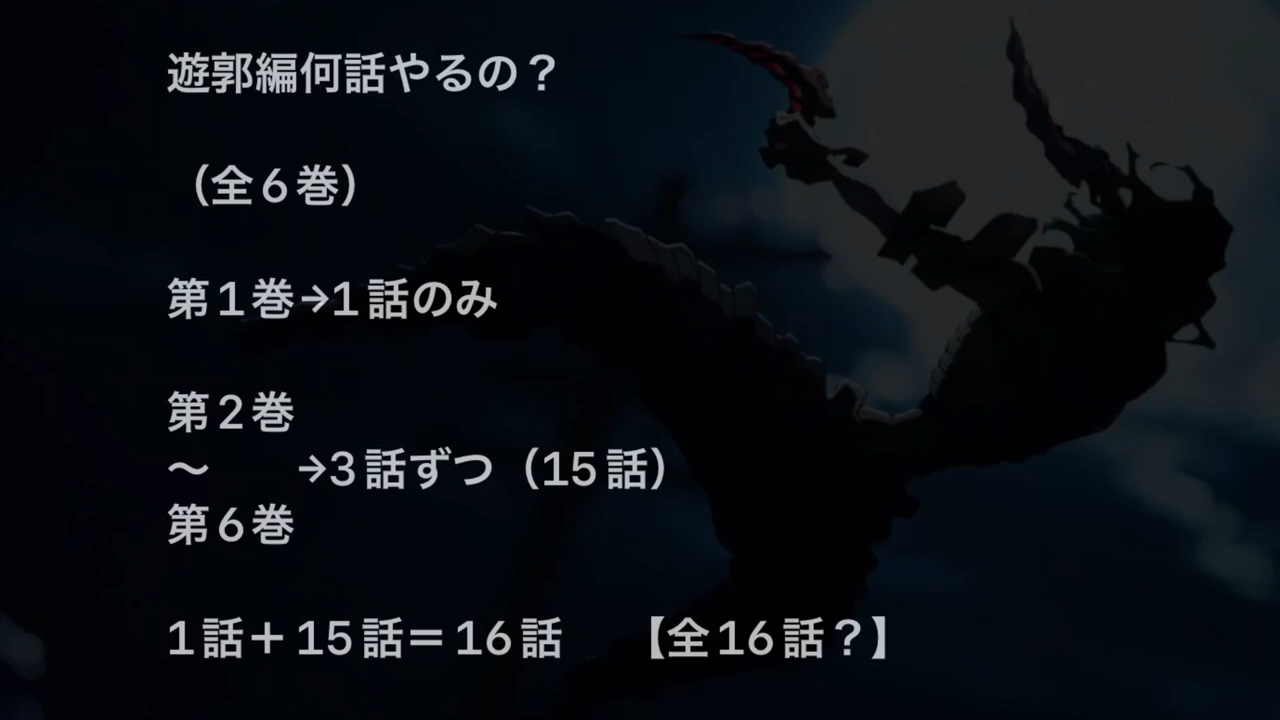 遊郭編何話やるの？
（全６巻）
第１巻→1話のみ
第２巻
〜　　→3話ずつ（15話）
第６巻
1話＋15話＝16話　【全16話？】